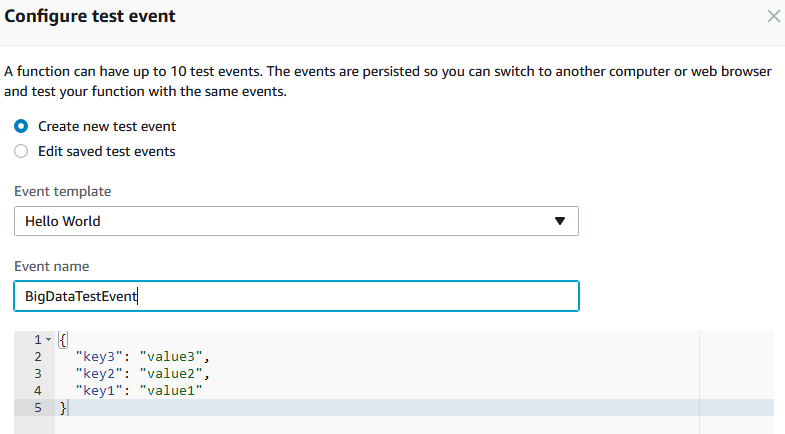 Configure test event
A function can have up to 10 test events. The events are persisted so you can switch to another computer or web browser
and test your function with the same events.
Create new test event
Edit saved test events
Event template
Hello World
Event name
BigDataTestEvent
1 {
2 "key3": "value3",
3 "key2": "value2",
4 "key1": "value1"
5 }